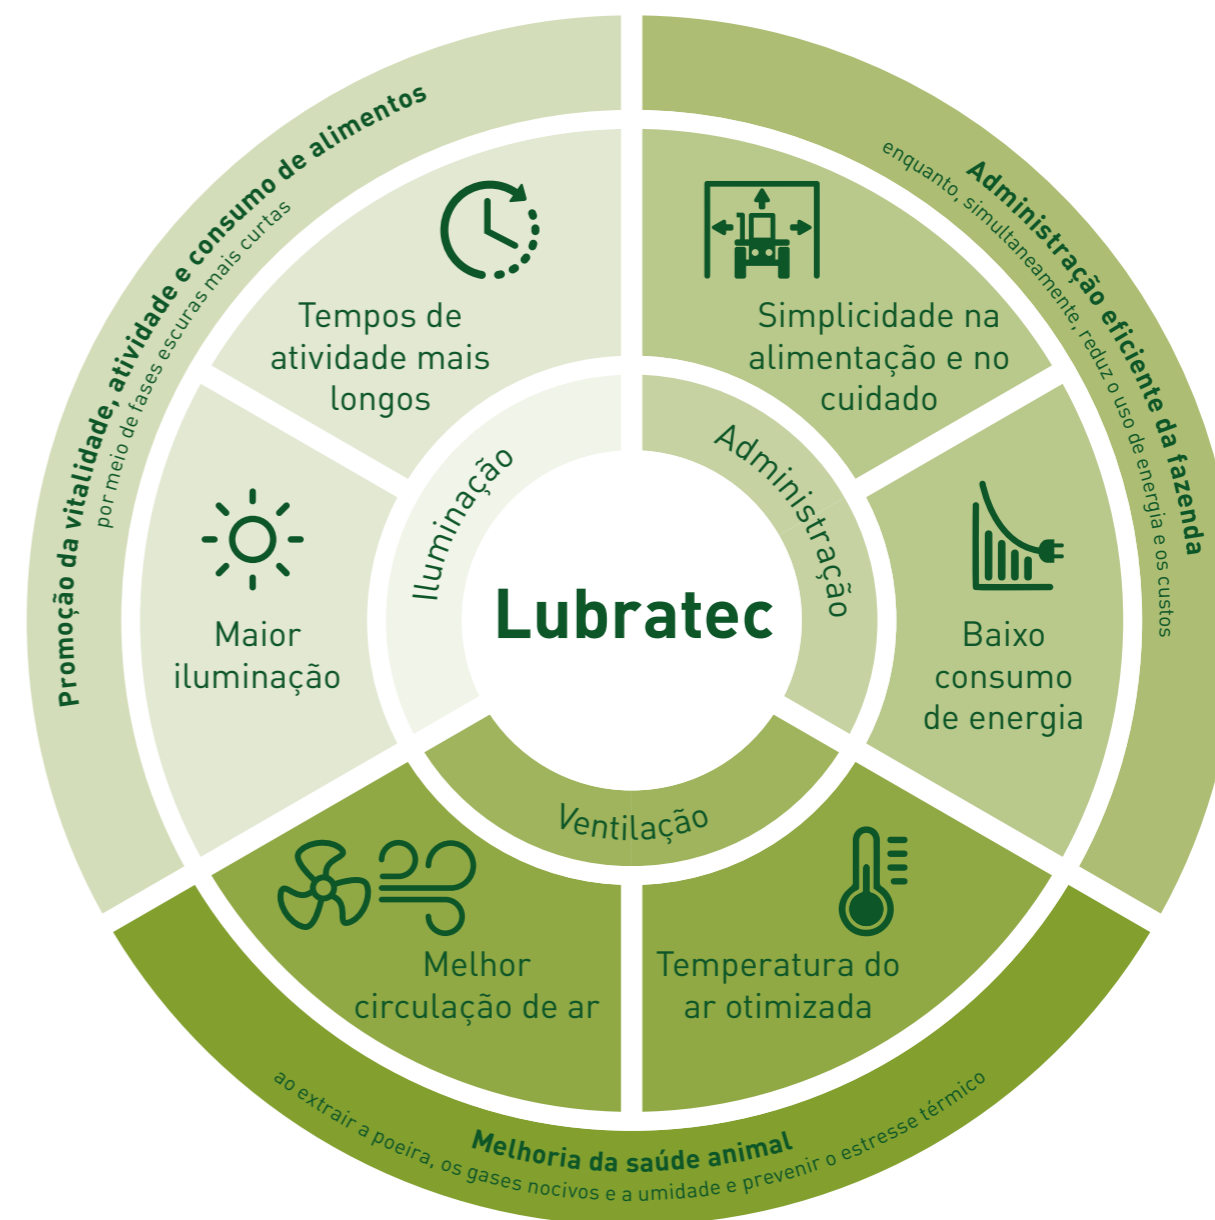 Promoção da vitalidade, atividade e consumo de alimentos
por meio de fases escuras mais curtas
Administração eficiente da fazenda
enquanto, simultaneamente, reduz o uso de energia e os custos
Tempos de
atividade mais
longos
Simplicidade na
alimentação e no
cuidado
Iluminação
Administração
Maior
iluminação
Lubratec
Baixo
consumo
de energia
Ventilação
Melhor
circulação de ar
Temperatura do
ar otimizada
Melhoria da saúde animal
ao extrair a poeira, os gases nocivos e a umidade e prevenir o estresse térmico